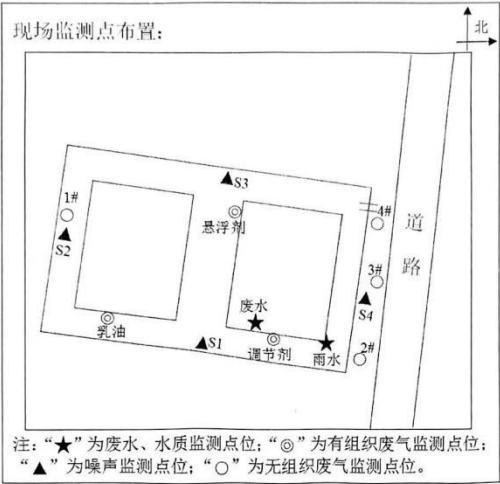 现场监测点布置:
北
S3
1#
悬浮剂
4#
S2
道路
3#
废水
S4
乳油
S1
调节剂
雨水
2#
注:“★”为废水、水质监测点位;“◎”为有组织废气监测点位;
“▲”为噪声监测点位;“○”为无组织废气监测点位。